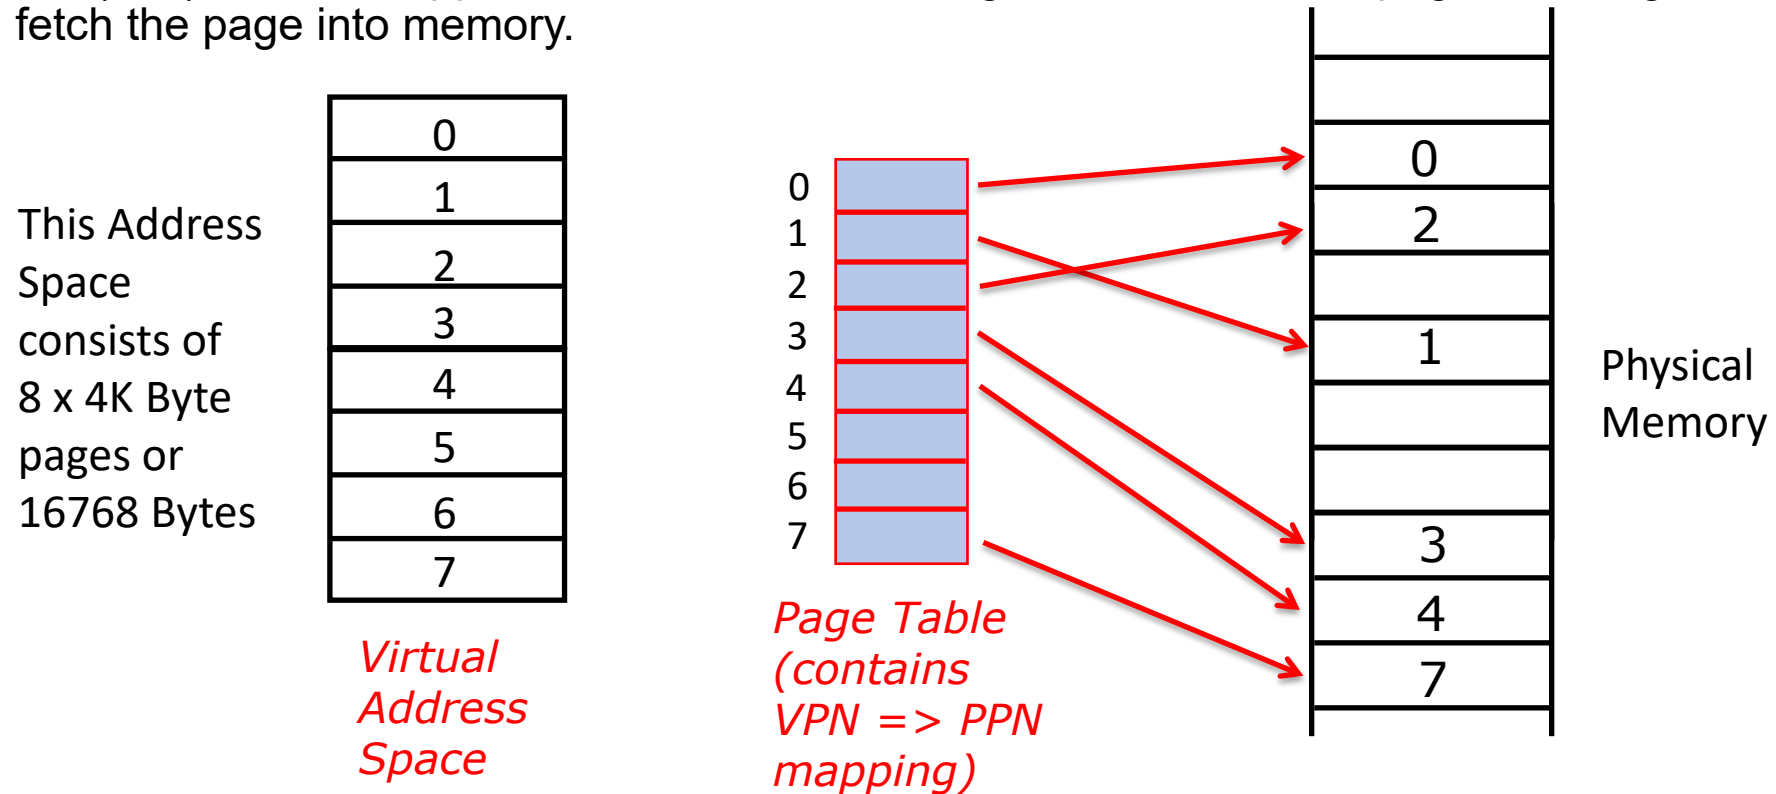 fetch the page into memory.
This Address
Space
consists of
8 x 4K Byte
pages or
16768 Bytes
0
1
2
3
4
5
6
7
Virtual
Address
Space
0
1
2
3
4
5
6
7
Page Table
(contains
VPN => PPN
mapping)
0
2
1
3
4
7
Physical
Memory